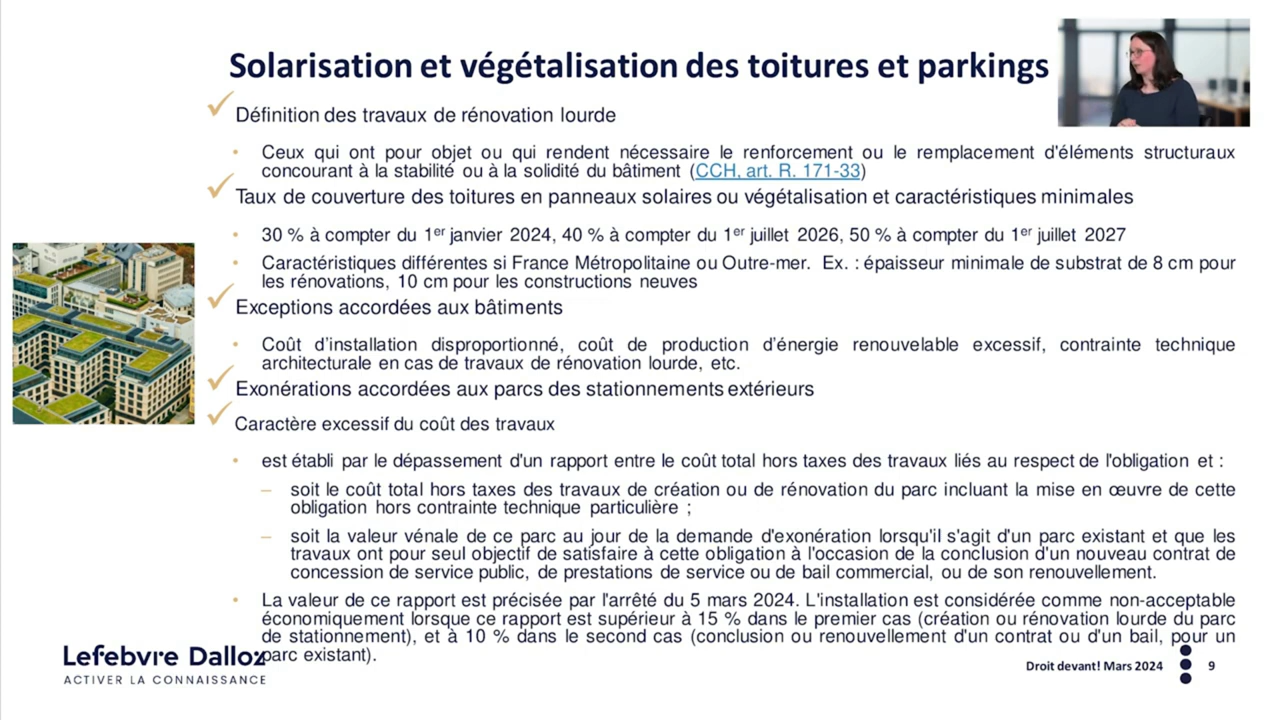 Solarisation et végétalisation des toitures et parkings
Définition des travaux de rénovation lourde
• Ceux qui ont pour objet ou qui rendent nécessaire le renforcement ou le remplacement d'éléments structuraux
concourant à la stabilité ou à la solidité du bâtiment (CCH, art. R. 171-33)
Taux de couverture des toitures en panneaux solaires ou végétalisation et caractéristiques minimales
• 30 % à compter du 1er janvier 2024, 40 % à compter du 1er juillet 2026, 50 % à compter du 1er juillet 2027
• Caractéristiques différentes si France Métropolitaine ou Outre-mer. Ex. : épaisseur minimale de substrat de 8 cm pour
les rénovations, 10 cm pour les constructions neuves
Exceptions accordées aux bâtiments
• Coût d’installation disproportionné, coût de production d’énergie renouvelable excessif, contrainte technique
architecturale en cas de travaux de rénovation lourde, etc.
Exonérations accordées aux parcs des stationnements extérieurs
Caractère excessif du coût des travaux
• est établi par le dépassement d'un rapport entre le coût total hors taxes des travaux liés au respect de l'obligation et :
– soit le coût total hors taxes des travaux de création ou de rénovation du parc incluant la mise en œuvre de cette
obligation hors contrainte technique particulière ;
– soit la valeur vénale de ce parc au jour de la demande d'exonération lorsqu'il s'agit d'un parc existant et que les
travaux ont pour seul objectif de satisfaire à cette obligation à l'occasion de la conclusion d'un nouveau contrat de
concession de service public, de prestations de service ou de bail commercial, ou de son renouvellement.
• La valeur de ce rapport est précisée par l'arrêté du 5 mars 2024. L'installation est considérée comme non-acceptable
économiquement lorsque ce rapport est supérieur à 15 % dans le premier cas (création ou rénovation lourde du parc
de stationnement), et à 10 % dans le second cas (conclusion ou renouvellement d'un contrat ou d'un bail, pour un
parc existant).
Lefebvre Dalloz
ACTIVER LA CONNAISSANCE
Droit devant! Mars 2024
9